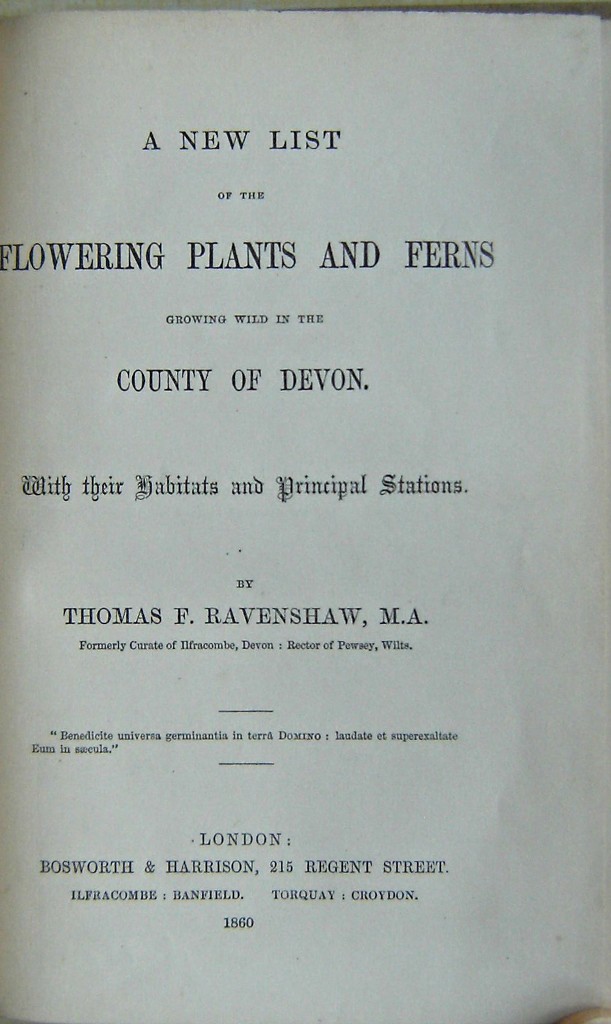 A NEW LIST
OF THE
FLOWERING PLANTS AND FERNS
GROWING WILD IN THE
COUNTY OF DEVON.
With their Habitats and Principal Stations.
BY
THOMAS F. RAVENSHAW, M.A.
Formerly Curate of Ilfracombe, Devon : Rector of Pewsey, Wilts.
"Benedicite universa germinantia in terrâ DOMINO : laudate et superexaltate
Eum in sæcula."
LONDON:
BOSWORTH & HARRISON, 215 REGENT STREET.
ILFRACOMBE : BANFIELD. TORQUAY : CROYDON.
1860